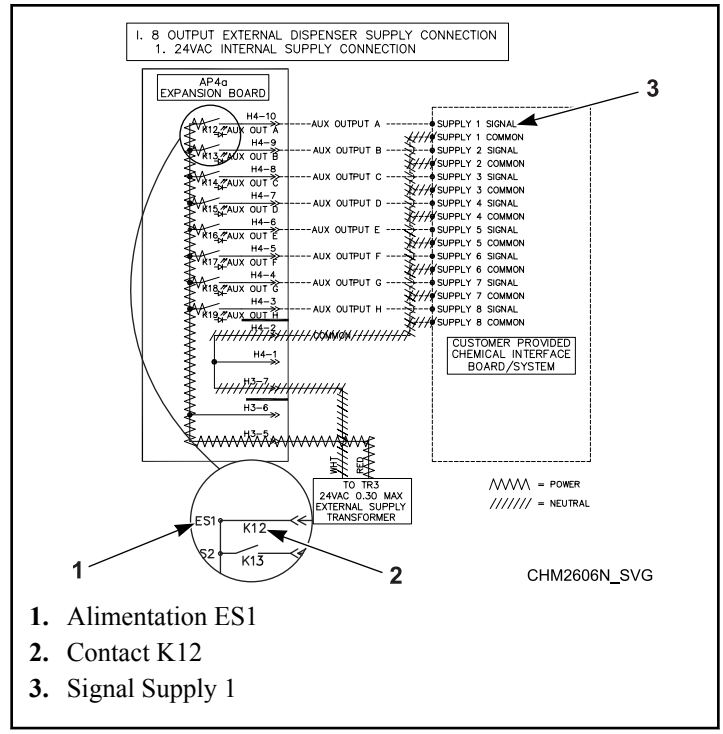 I. 8 OUTPUT EXTERNAL DISPENSER SUPPLY CONNECTION
1. 24VAC INTERNAL SUPPLY CONNECTION
AP4a
EXPANSION BOARD
3
H4-10
K12 AUX OUT A
AUX OUTPUT A
SUPPLY 1 SIGNAL
SUPPLY 1 COMMON
H4-9
K13 AUX OUT B
AUX OUTPUT B
SUPPLY 2 SIGNAL
SUPPLY 2 COMMON
H4-8
K14 AUX OUT C
AUX OUTPUT C
SUPPLY 3 SIGNAL
SUPPLY 3 COMMON
H4-7
K15 AUX OUT D
AUX OUTPUT D
SUPPLY 4 SIGNAL
SUPPLY 4 COMMON
H4-6
K16 AUX OUT E
AUX OUTPUT E
SUPPLY 5 SIGNAL
SUPPLY 5 COMMON
H4-5
K17 AUX OUT F
AUX OUTPUT F
SUPPLY 6 SIGNAL
SUPPLY 6 COMMON
H4-4
K18 AUX OUT G
AUX OUTPUT G
SUPPLY 7 SIGNAL
SUPPLY 7 COMMON
H4-3
K19 AUX OUT H
AUX OUTPUT H
SUPPLY 8 SIGNAL
SUPPLY 8 COMMON
H4-2
COMMON
H4-1
H3-7
H3-6
H3-5
CUSTOMER PROVIDED
CHEMICAL INTERFACE
BOARD/SYSTEM
WHT
RED
TO TR3
24VAC 0.30 MAX
EXTERNAL SUPPLY
TRANSFORMER
= POWER
= NEUTRAL
ES1
K12
S2
K13
1
2
CHM2606N_SVG
1. Alimentation ES1
2. Contact K12
3. Signal Supply 1